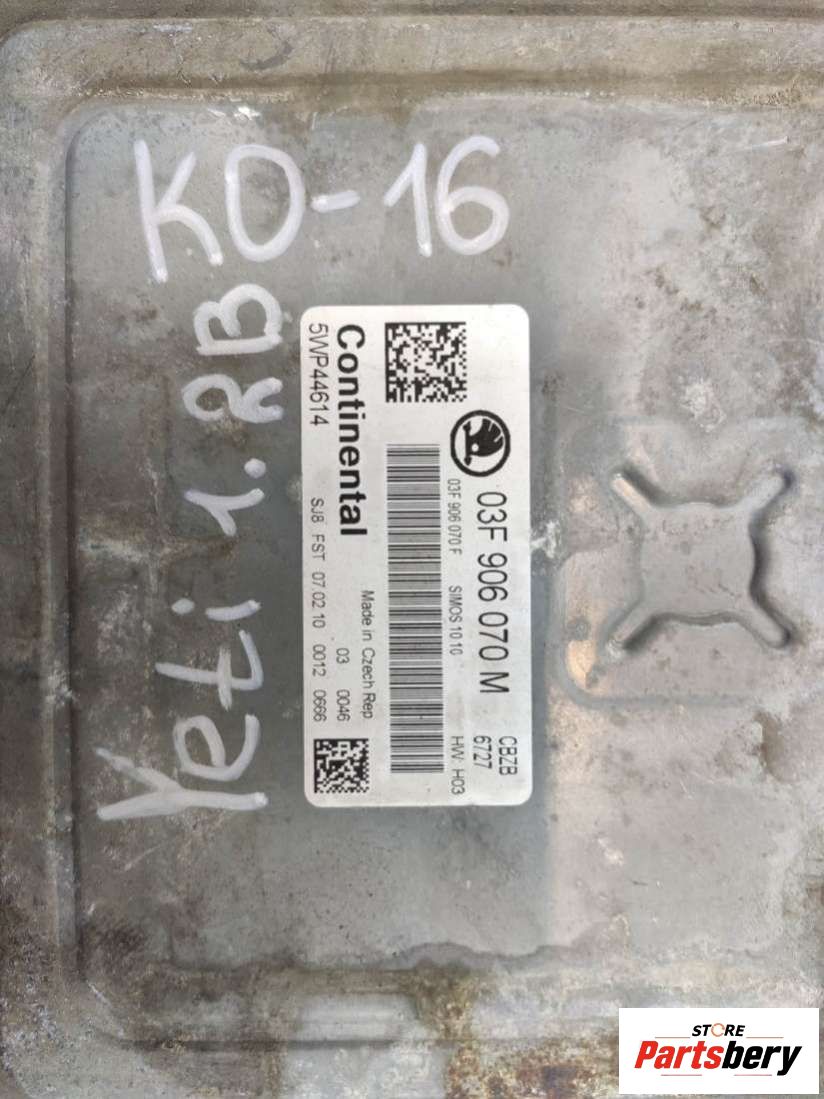 KO-16
Yeti 1.2B
03F 906 070 M
CBZB
6727
03F 906 070 F SIMOS 10 10 HW H03
Continental
Made in Czech Rep
03 0046
5WP44614
SJ8 FST 07.02.10 0012 0666
STORE
Partsbery